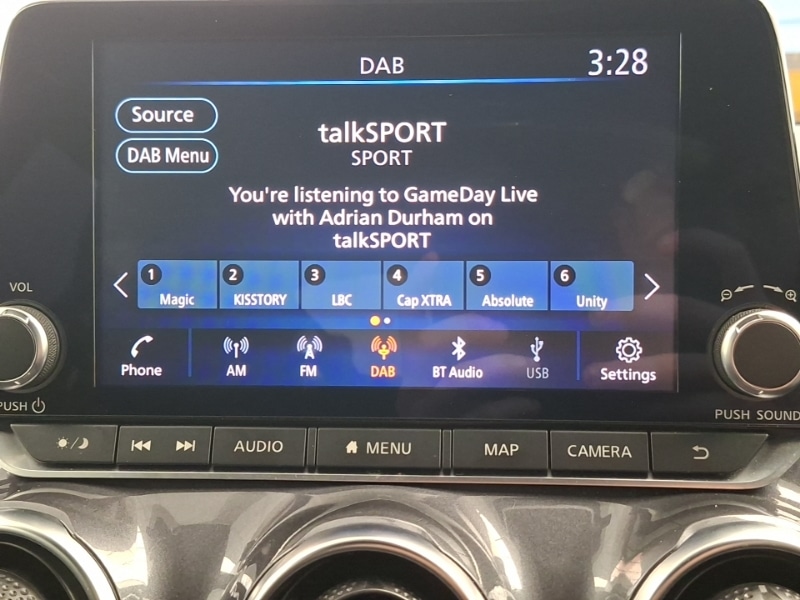 DAB
3:28
Source
DAB Menu
talkSPORT
SPORT
You're listening to GameDay Live
with Adrian Durham on
talkSPORT
1 Magic
2 KISSTORY
3 LBC
4 Cap XTRA
5 Absolute
6 Unity
Phone
AM
FM
DAB
BT Audio
USB
Settings
VOL
PUSH
PUSH SOUND
AUDIO
MENU
MAP
CAMERA